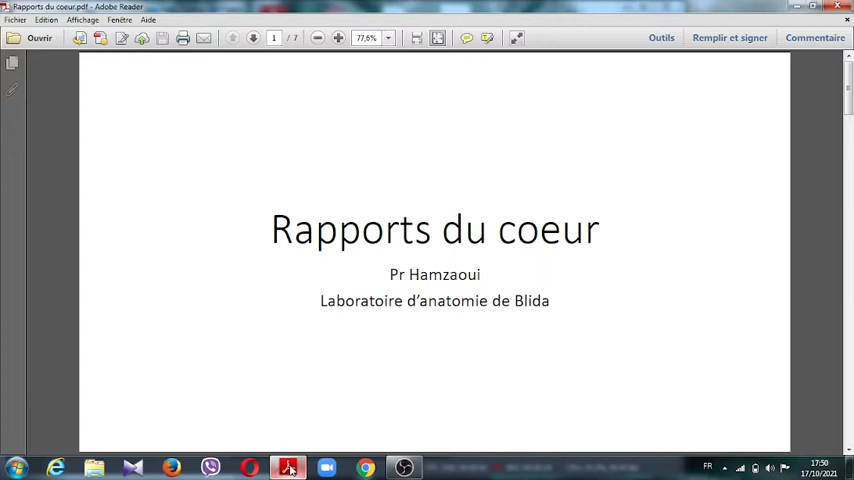 Rapports du coeur.pdf - Adobe Reader
Fichier Edition Affichage Fenêtre Aide
Ouvrir 1 / 7 77,6% Outils Remplir et signer Commentaire
Rapports du coeur
Pr Hamzaoui
Laboratoire d’anatomie de Blida
FR 17:50
17/10/2021